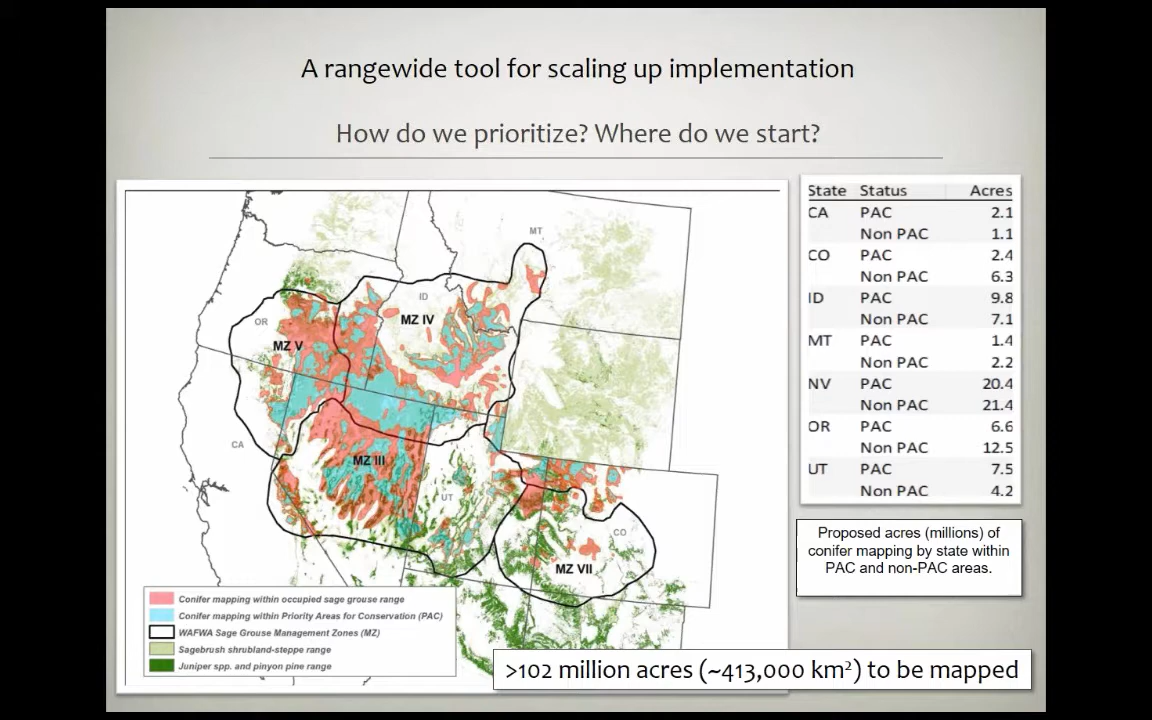 A rangewide tool for scaling up implementation
How do we prioritize? Where do we start?
MT
ID
MZ IV
OR
MZ V
CA
MZ III
UT
CO
MZ VII
Conifer mapping within occupied sage grouse range
Conifer mapping within Priority Areas for Conservation (PAC)
WAFWA Sage Grouse Management Zones (MZ)
Sagebrush shrubland-steppe range
Juniper spp. and pinyon pine range
State Status Acres
CA PAC 2.1
Non PAC 1.1
CO PAC 2.4
Non PAC 6.3
ID PAC 9.8
Non PAC 7.1
MT PAC 1.4
Non PAC 2.2
NV PAC 20.4
Non PAC 21.4
OR PAC 6.6
Non PAC 12.5
UT PAC 7.5
Non PAC 4.2
Proposed acres (millions) of
conifer mapping by state within
PAC and non-PAC areas.
>102 million acres (~413,000 km²) to be mapped